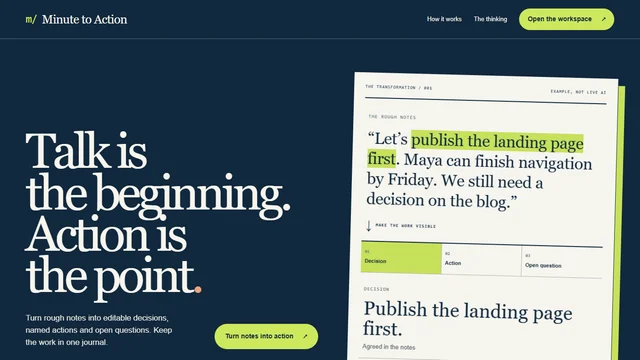 m/ Minute to Action
How it works
The thinking
Open the workspace ↗
Talk is
the beginning.
Action is
the point.
Turn rough notes into editable decisions,
named actions and open questions. Keep
the work in one journal.
Turn notes into action ↗
THE TRANSFORMATION / 001
EXAMPLE, NOT LIVE AI
THE ROUGH NOTES
“Let’s publish the landing page
first. Maya can finish navigation
by Friday. We still need a
decision on the blog.”
↓ MAKE THE WORK VISIBLE
01
Decision
02
Action
03
Open question
DECISION
Publish the landing page
first.
Agreed in the notes